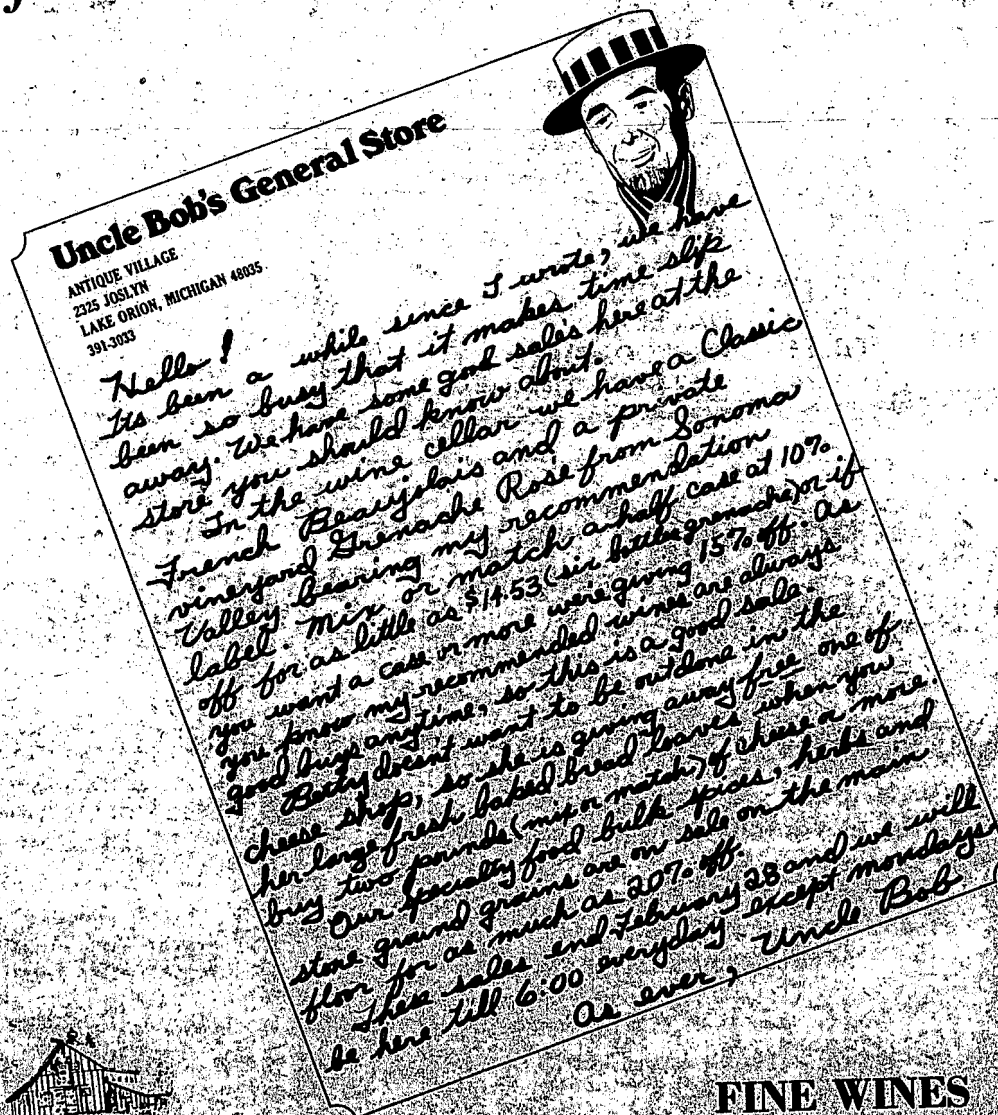 Uncle Bob's General Store
ANTIQUE VILLAGE
2325 JOSLYN
LAKE ORION, MICHIGAN 48035
391-3033
Hello!
Its been a while since I wrote, we have
been so busy that it makes time slip
away. We have some good sales here at the
store you should know about.
In the wine cellar we have a Classic
French Beaujolais and a private
vineyard Grenache Rose from Sonoma
Valley bearing my recommendation
label. Mix or match a half case at 10%
off for as little as $14.53 (six bottles grenache) or if
you want a case or more were giving 15% off. As
you know my recommended wines are always
good buys anytime, so this is a good sale.
Betty doesnt want to be outdone in the
cheese shop, so she is giving away free one of
her large fresh baked bread loaves when you
buy two pounds (mix or match) of cheese or more.
Our specialty food bulk spices, herbs and
stone ground grains are on sale on the main
floor for as much as 20% off.
These sales end February 28 and we will
be here till 6:00 everyday except mondays
As ever, Uncle Bob
FINE WINES